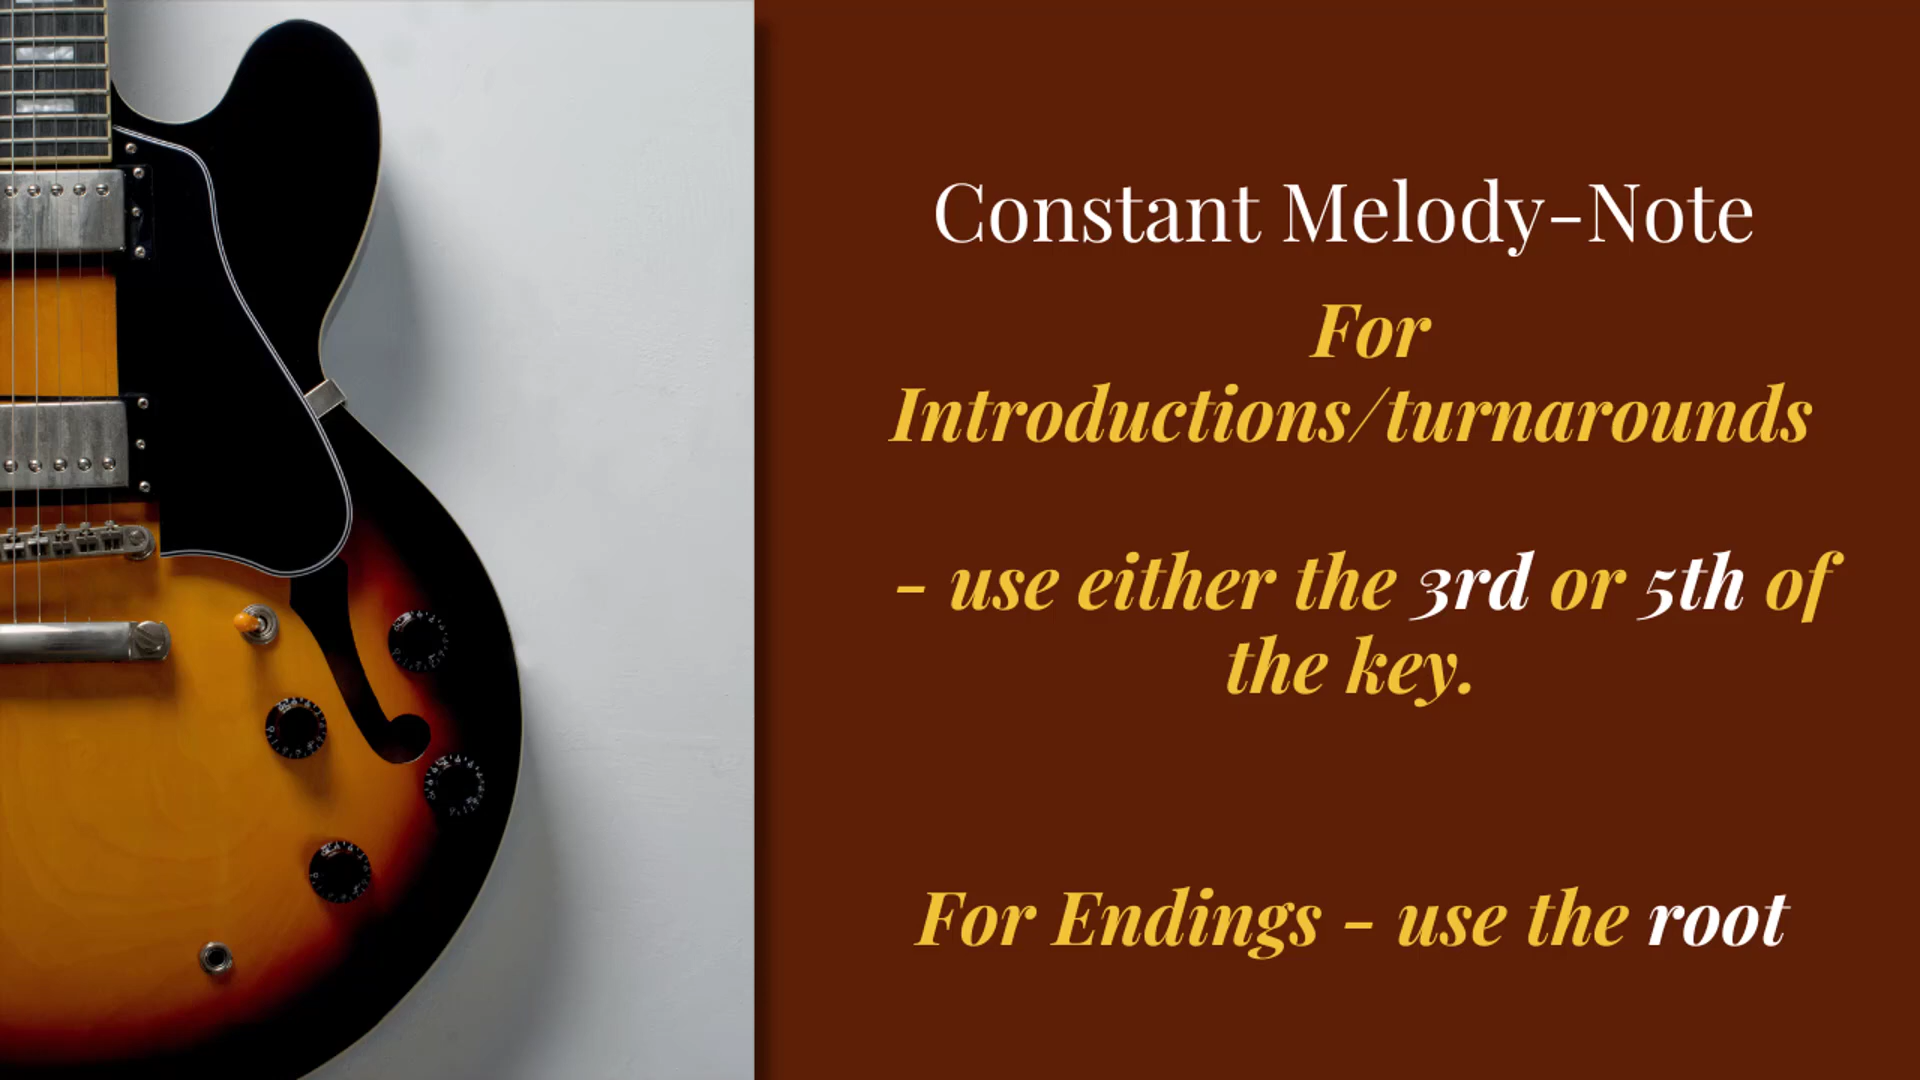 Constant Melody-Note
For
Introductions/turnarounds
- use either the 3rd or 5th of
the key.
For Endings - use the root